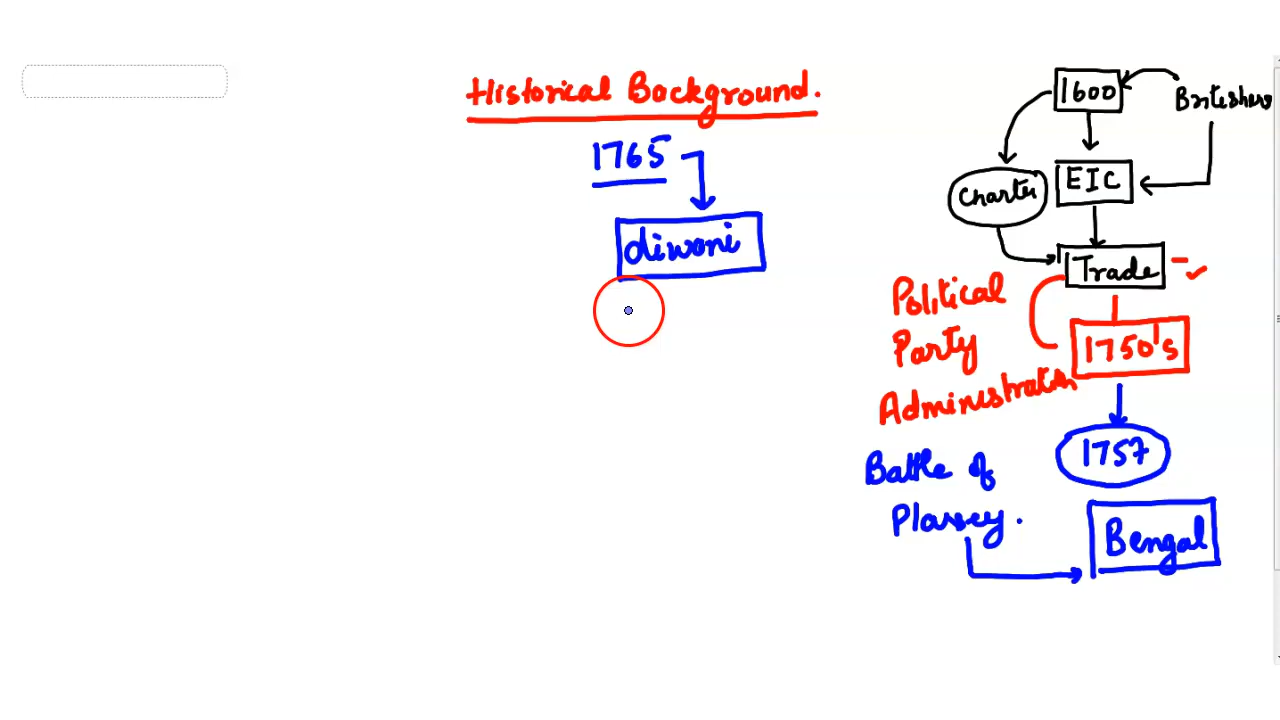 Historical Background.
1765
diwani
1600
Britishers
Charter
EIC
Trade
Political
Party
Administration
1750's
1757
Battle of
Plassey.
Bengal